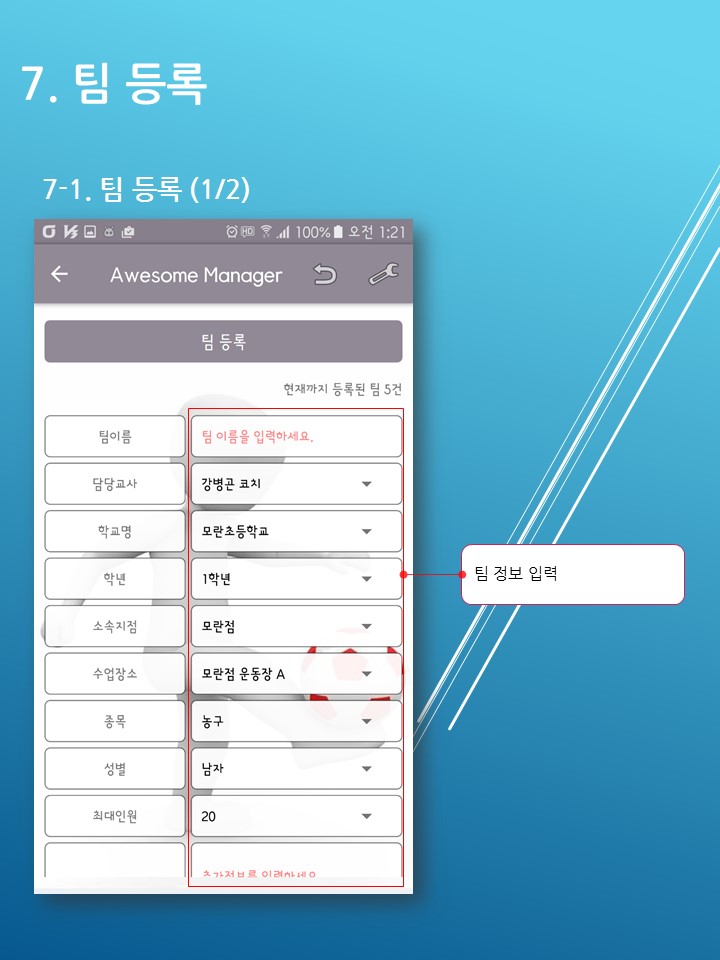 7. 팀 등록
7-1. 팀 등록 (1/2)
HD 100% 오전 1:21
Awesome Manager
팀 등록
현재까지 등록된 팀 5건
팀이름 팀 이름을 입력하세요.
담당교사 강병곤 코치
학교명 모란초등학교
학년 1학년
팀 정보 입력
소속지점 모란점
수업장소 모란점 운동장 A
종목 농구
성별 남자
최대인원 20
추가정보를 입력하세요